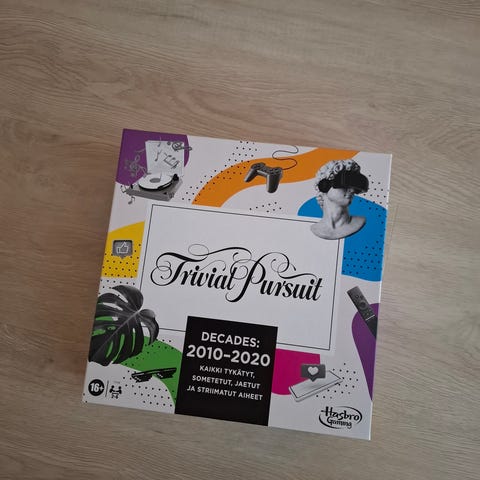 Trivial Pursuit
DECADES:
2010–2020
KAIKKI TYKÄTYT,
SOMETETUT, JAETUT
JA STRIIMATUT AIHEET
16+
Hasbro
Gaming